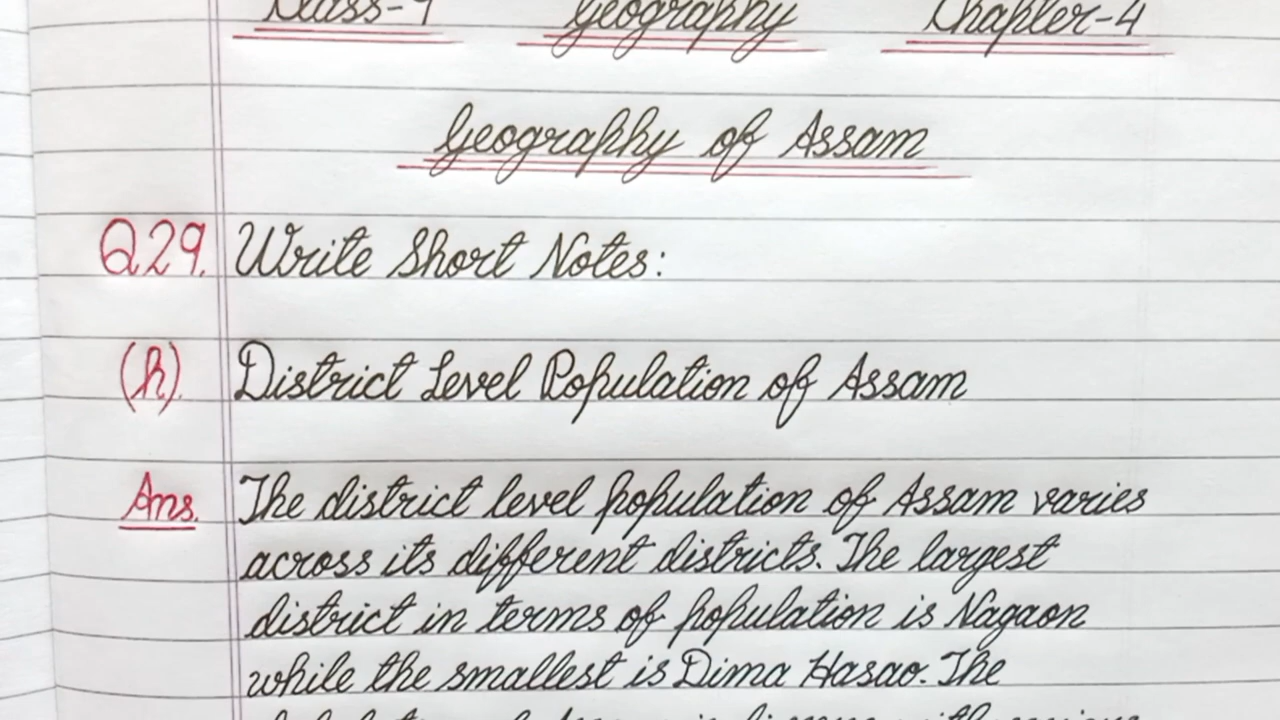 Class-9 Geography Chapter-4
Geography of Assam
Q29. Write Short Notes:
(h). District Level Population of Assam
Ans. The district level population of Assam varies
across its different districts. The largest
district in terms of population is Nagaon
while the smallest is Dima Hasao. The